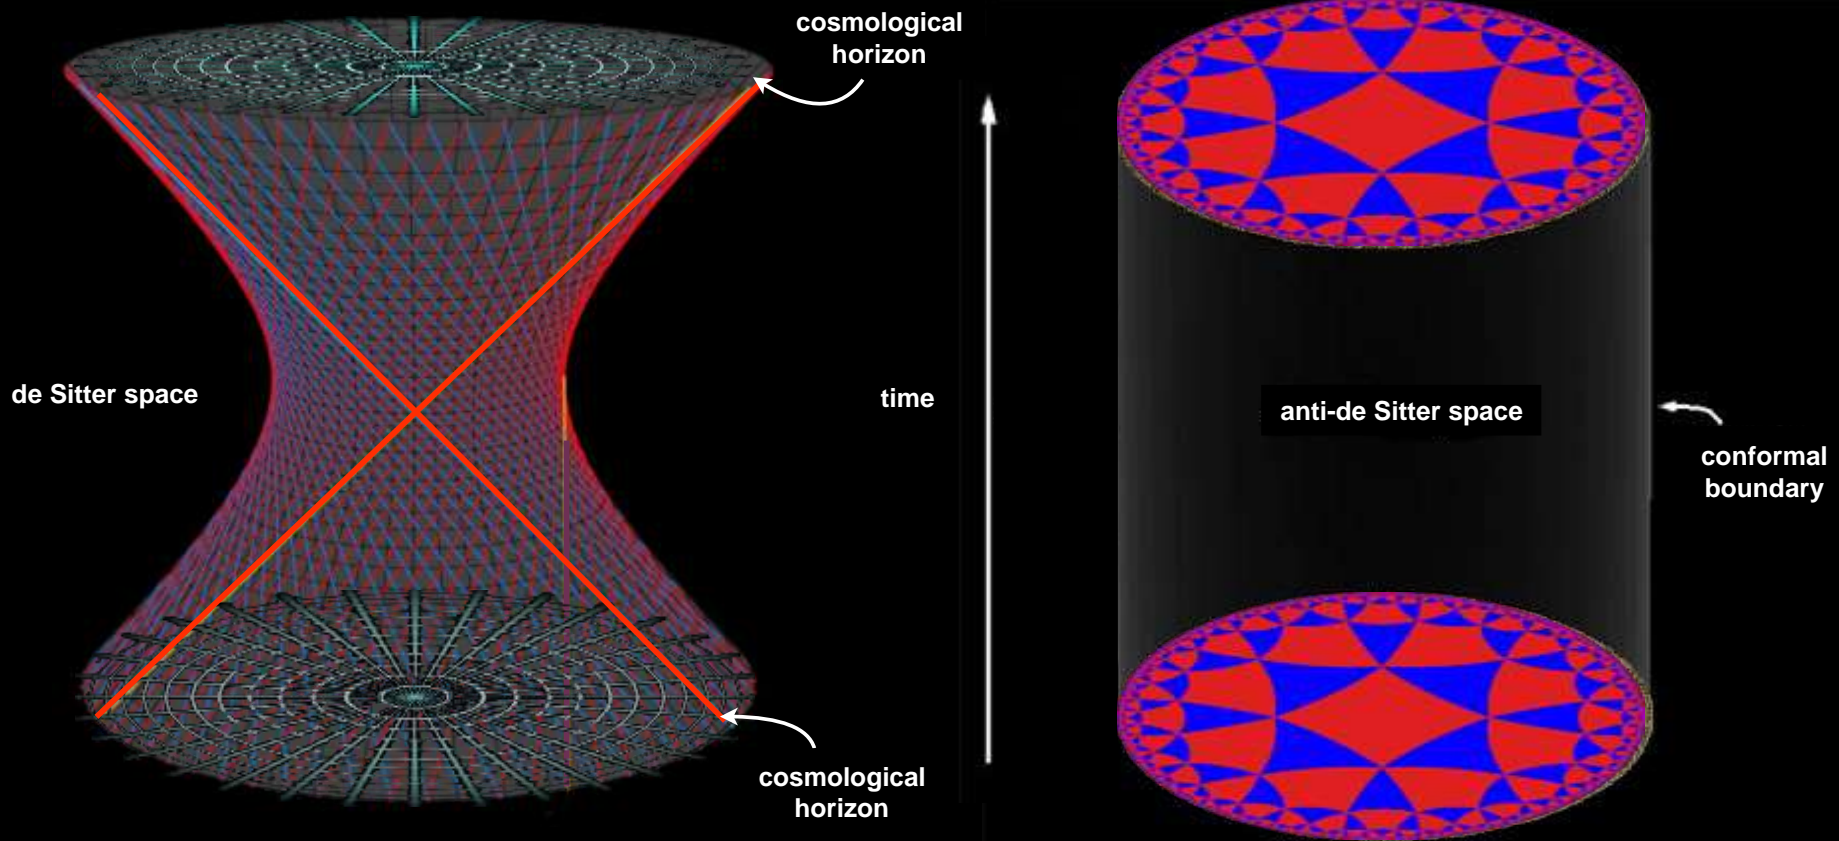 cosmological
horizon
de Sitter space
time
anti-de Sitter space
conformal
boundary
cosmological
horizon